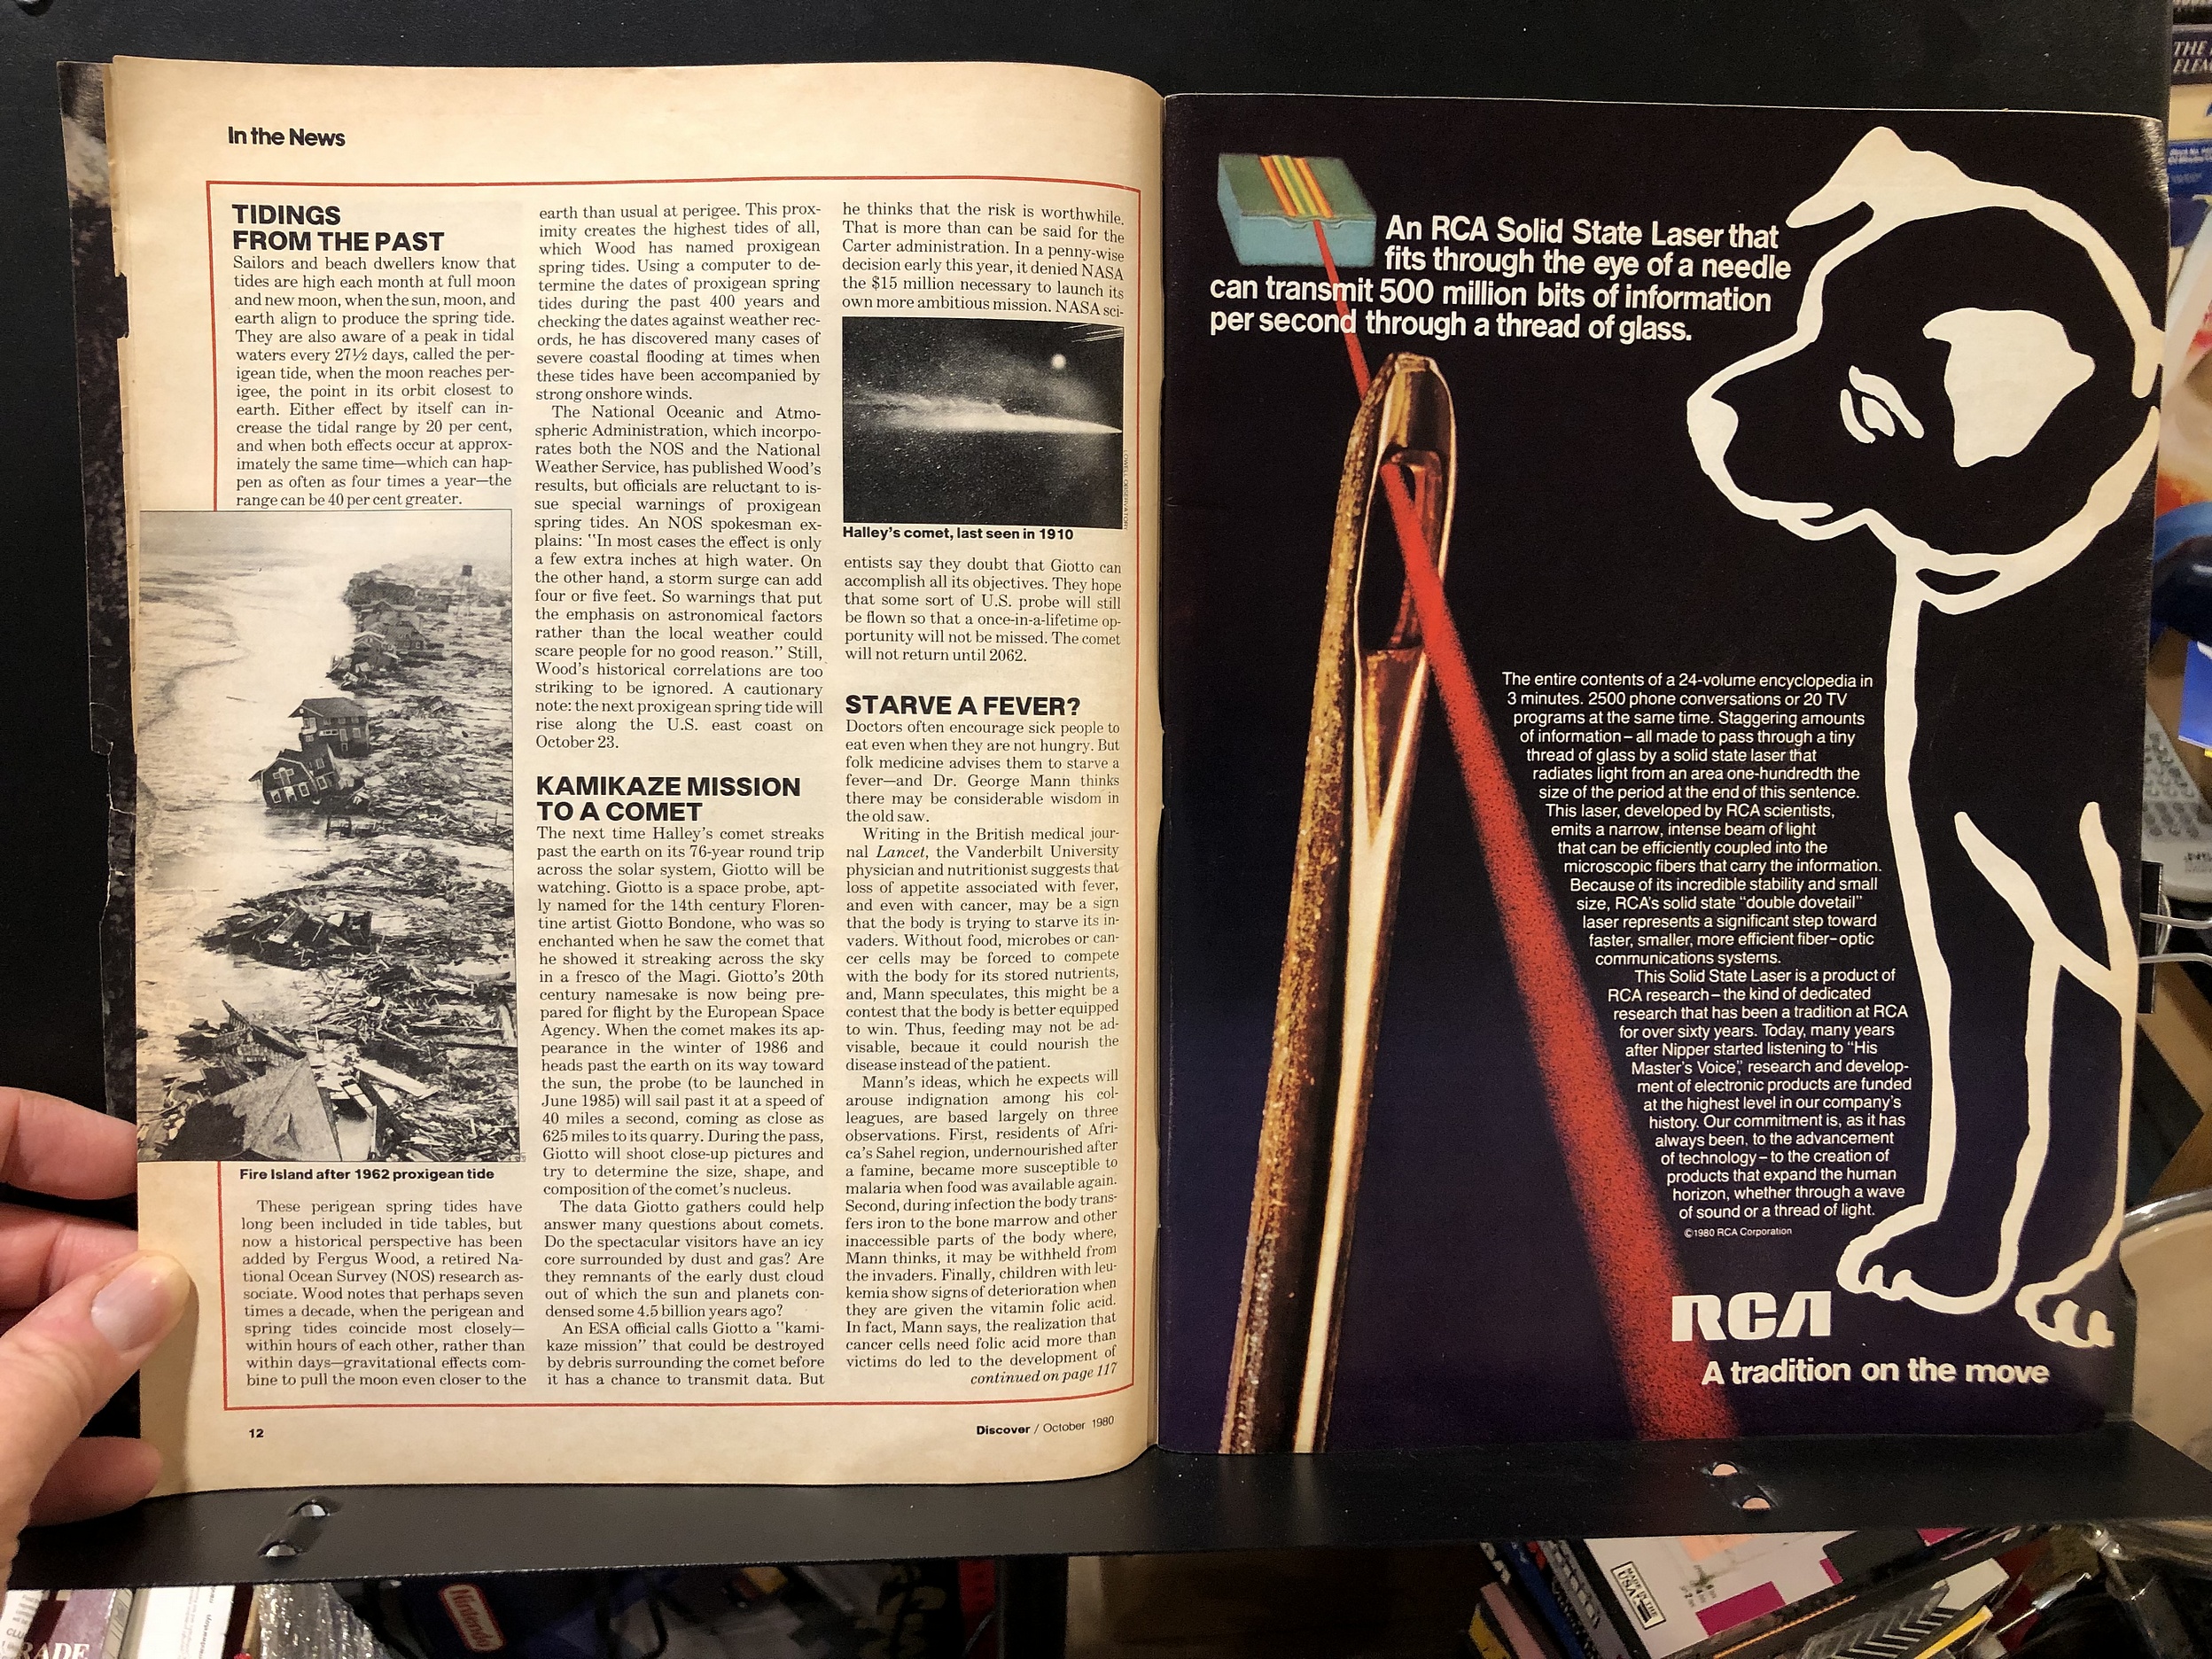 In the News
TIDINGS
FROM THE PAST
Sailors and beach dwellers know that
tides are high each month at full moon
and new moon, when the sun, moon, and
earth align to produce the spring tide.
They are also aware of a peak in tidal
waters every 27½ days, called the per-
igean tide, when the moon reaches per-
igee, the point in its orbit closest to
earth. Either effect by itself can in-
crease the tidal range by 20 per cent,
and when both effects occur at approx-
imately the same time—which can hap-
pen as often as four times a year—the
range can be 40 per cent greater.
Fire Island after 1962 proxigean tide
These perigean spring tides have
long been included in tide tables, but
now a historical perspective has been
added by Fergus Wood, a retired Na-
tional Ocean Survey (NOS) research as-
sociate. Wood notes that perhaps seven
times a decade, when the perigean and
spring tides coincide most closely—
within hours of each other, rather than
within days—gravitational effects com-
bine to pull the moon even closer to the
earth than usual at perigee. This prox-
imity creates the highest tides of all,
which Wood has named proxigean
spring tides. Using a computer to de-
termine the dates of proxigean spring
tides during the past 400 years and
checking the dates against weather rec-
ords, he has discovered many cases of
severe coastal flooding at times when
these tides have been accompanied by
strong onshore winds.
The National Oceanic and Atmo-
spheric Administration, which incorpo-
rates both the NOS and the National
Weather Service, has published Wood's
results, but officials are reluctant to is-
sue special warnings of proxigean
spring tides. An NOS spokesman ex-
plains: "In most cases the effect is only
a few extra inches at high water. On
the other hand, a storm surge can add
four or five feet. So warnings that put
the emphasis on astronomical factors
rather than the local weather could
scare people for no good reason." Still,
Wood's historical correlations are too
striking to be ignored. A cautionary
note: the next proxigean spring tide will
rise along the U.S. east coast on
October 23.
KAMIKAZE MISSION
TO A COMET
The next time Halley's comet streaks
past the earth on its 76-year round trip
across the solar system, Giotto will be
watching. Giotto is a space probe, apt-
ly named for the 14th century Floren-
tine artist Giotto Bondone, who was so
enchanted when he saw the comet that
he showed it streaking across the sky
in a fresco of the Magi. Giotto's 20th
century namesake is now being pre-
pared for flight by the European Space
Agency. When the comet makes its ap-
pearance in the winter of 1986 and
heads past the earth on its way toward
the sun, the probe (to be launched in
June 1985) will sail past it at a speed of
40 miles a second, coming as close as
625 miles to its quarry. During the pass,
Giotto will shoot close-up pictures and
try to determine the size, shape, and
composition of the comet's nucleus.
The data Giotto gathers could help
answer many questions about comets.
Do the spectacular visitors have an icy
core surrounded by dust and gas? Are
they remnants of the early dust cloud
out of which the sun and planets con-
densed some 4.5 billion years ago?
An ESA official calls Giotto a "kami-
kaze mission" that could be destroyed
by debris surrounding the comet before
it has a chance to transmit data. But
he thinks that the risk is worthwhile.
That is more than can be said for the
Carter administration. In a penny-wise
decision early this year, it denied NASA
the $15 million necessary to launch its
own more ambitious mission. NASA sci-
LOWELL OBSERVATORY
Halley's comet, last seen in 1910
entists say they doubt that Giotto can
accomplish all its objectives. They hope
that some sort of U.S. probe will still
be flown so that a once-in-a-lifetime op-
portunity will not be missed. The comet
will not return until 2062.
STARVE A FEVER?
Doctors often encourage sick people to
eat even when they are not hungry. But
folk medicine advises them to starve a
fever—and Dr. George Mann thinks
there may be considerable wisdom in
the old saw.
Writing in the British medical jour-
nal Lancet, the Vanderbilt University
physician and nutritionist suggests that
loss of appetite associated with fever,
and even with cancer, may be a sign
that the body is trying to starve its in-
vaders. Without food, microbes or can-
cer cells may be forced to compete
with the body for its stored nutrients,
and, Mann speculates, this might be a
contest that the body is better equipped
to win. Thus, feeding may not be ad-
visable, becaue it could nourish the
disease instead of the patient.
Mann's ideas, which he expects will
arouse indignation among his col-
leagues, are based largely on three
observations. First, residents of Afri-
ca's Sahel region, undernourished after
a famine, became more susceptible to
malaria when food was available again.
Second, during infection the body trans-
fers iron to the bone marrow and other
inaccessible parts of the body where,
Mann thinks, it may be withheld from
the invaders. Finally, children with leu-
kemia show signs of deterioration when
they are given the vitamin folic acid.
In fact, Mann says, the realization that
cancer cells need folic acid more than
victims do led to the development of
continued on page 117
12
Discover / October 1980
An RCA Solid State Laser that
fits through the eye of a needle
can transmit 500 million bits of information
per second through a thread of glass.
The entire contents of a 24-volume encyclopedia in
3 minutes. 2500 phone conversations or 20 TV
programs at the same time. Staggering amounts
of information – all made to pass through a tiny
thread of glass by a solid state laser that
radiates light from an area one-hundredth the
size of the period at the end of this sentence.
This laser, developed by RCA scientists,
emits a narrow, intense beam of light
that can be efficiently coupled into the
microscopic fibers that carry the information.
Because of its incredible stability and small
size, RCA's solid state "double dovetail"
laser represents a significant step toward
faster, smaller, more efficient fiber-optic
communications systems.
This Solid State Laser is a product of
RCA research – the kind of dedicated
research that has been a tradition at RCA
for over sixty years. Today, many years
after Nipper started listening to "His
Master's Voice," research and develop-
ment of electronic products are funded
at the highest level in our company's
history. Our commitment is, as it has
always been, to the advancement
of technology – to the creation of
products that expand the human
horizon, whether through a wave
of sound or a thread of light.
©1980 RCA Corporation
RCA
A tradition on the move
Nintendo
MADE IN THE
USA
THE